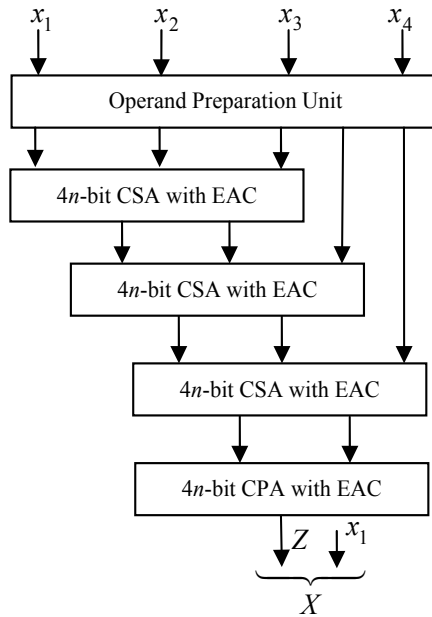 x₁ x₂ x₃ x₄
Operand Preparation Unit
4n-bit CSA with EAC
4n-bit CSA with EAC
4n-bit CSA with EAC
4n-bit CPA with EAC
Z x₁
X